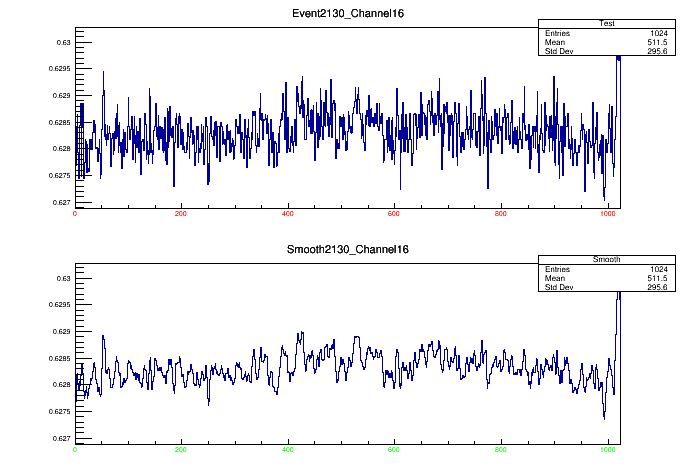 Event2130_Channel16
Test
Entries 1024
Mean 511.5
Std Dev 295.6
0.63
0.6295
0.629
0.6285
0.628
0.6275
0.627
0 200 400 600 800 1000
Smooth2130_Channel16
Smooth
Entries 1024
Mean 511.5
Std Dev 295.6
0.63
0.6295
0.629
0.6285
0.628
0.6275
0.627
0 200 400 600 800 1000